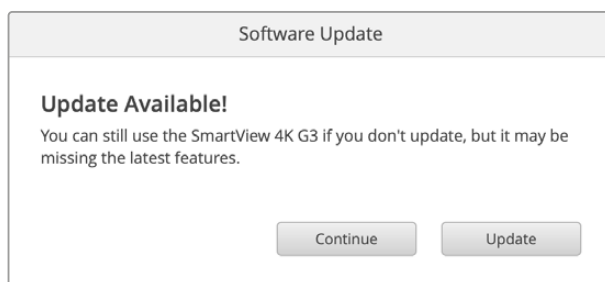 Software Update
Update Available!
You can still use the SmartView 4K G3 if you don't update, but it may be
missing the latest features.
Continue Update